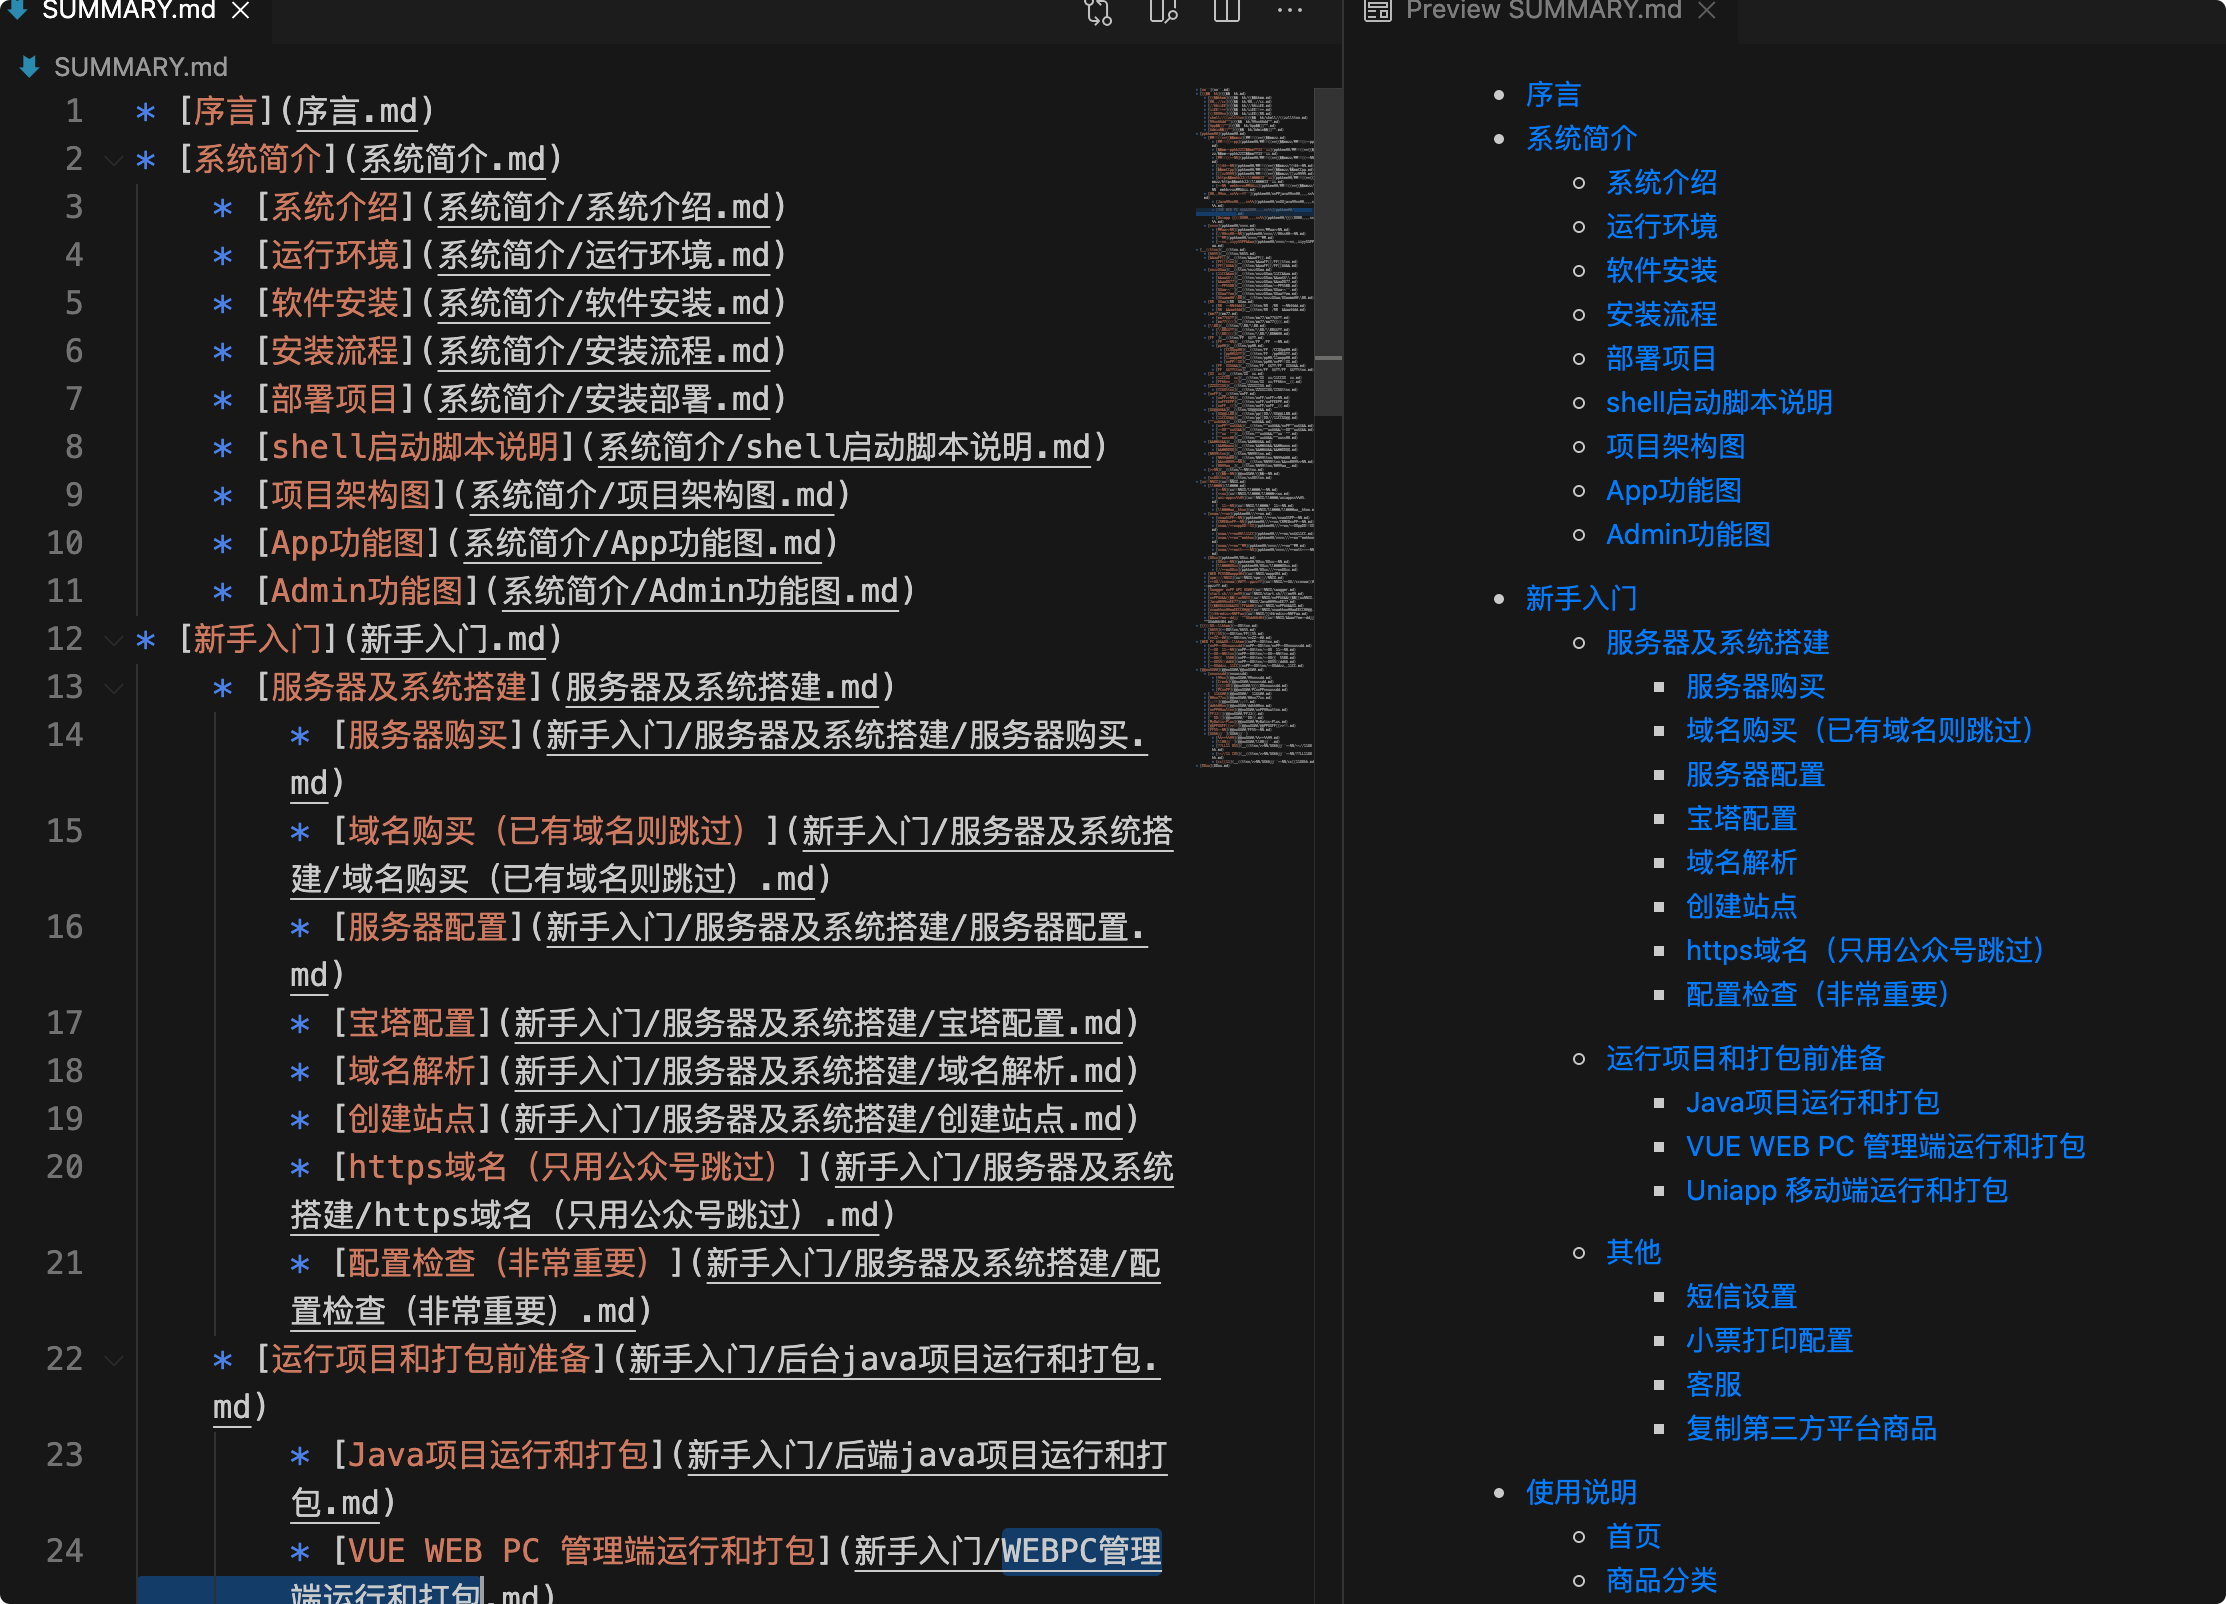 SUMMARY.md
Preview SUMMARY.md
SUMMARY.md
1 * [序言](序言.md)
2 * [系统简介](系统简介.md)
3 * [系统介绍](系统简介/系统介绍.md)
4 * [运行环境](系统简介/运行环境.md)
5 * [软件安装](系统简介/软件安装.md)
6 * [安装流程](系统简介/安装流程.md)
7 * [部署项目](系统简介/安装部署.md)
8 * [shell启动脚本说明](系统简介/shell启动脚本说明.md)
9 * [项目架构图](系统简介/项目架构图.md)
10 * [App功能图](系统简介/App功能图.md)
11 * [Admin功能图](系统简介/Admin功能图.md)
12 * [新手入门](新手入门.md)
13 * [服务器及系统搭建](服务器及系统搭建.md)
14 * [服务器购买](新手入门/服务器及系统搭建/服务器购买.
md)
15 * [域名购买（已有域名则跳过）](新手入门/服务器及系统搭
建/域名购买（已有域名则跳过）.md)
16 * [服务器配置](新手入门/服务器及系统搭建/服务器配置.
md)
17 * [宝塔配置](新手入门/服务器及系统搭建/宝塔配置.md)
18 * [域名解析](新手入门/服务器及系统搭建/域名解析.md)
19 * [创建站点](新手入门/服务器及系统搭建/创建站点.md)
20 * [https域名（只用公众号跳过）](新手入门/服务器及系统
搭建/https域名（只用公众号跳过）.md)
21 * [配置检查（非常重要）](新手入门/服务器及系统搭建/配
置检查（非常重要）.md)
22 * [运行项目和打包前准备](新手入门/后台java项目运行和打包.
md)
23 * [Java项目运行和打包](新手入门/后端java项目运行和打
包.md)
24 * [VUE WEB PC 管理端运行和打包](新手入门/WEBPC管理
端运行和打包.md)
序言
系统简介
系统介绍
运行环境
软件安装
安装流程
部署项目
shell启动脚本说明
项目架构图
App功能图
Admin功能图
新手入门
服务器及系统搭建
服务器购买
域名购买（已有域名则跳过）
服务器配置
宝塔配置
域名解析
创建站点
https域名（只用公众号跳过）
配置检查（非常重要）
运行项目和打包前准备
Java项目运行和打包
VUE WEB PC 管理端运行和打包
Uniapp 移动端运行和打包
其他
短信设置
小票打印配置
客服
复制第三方平台商品
使用说明
首页
商品分类